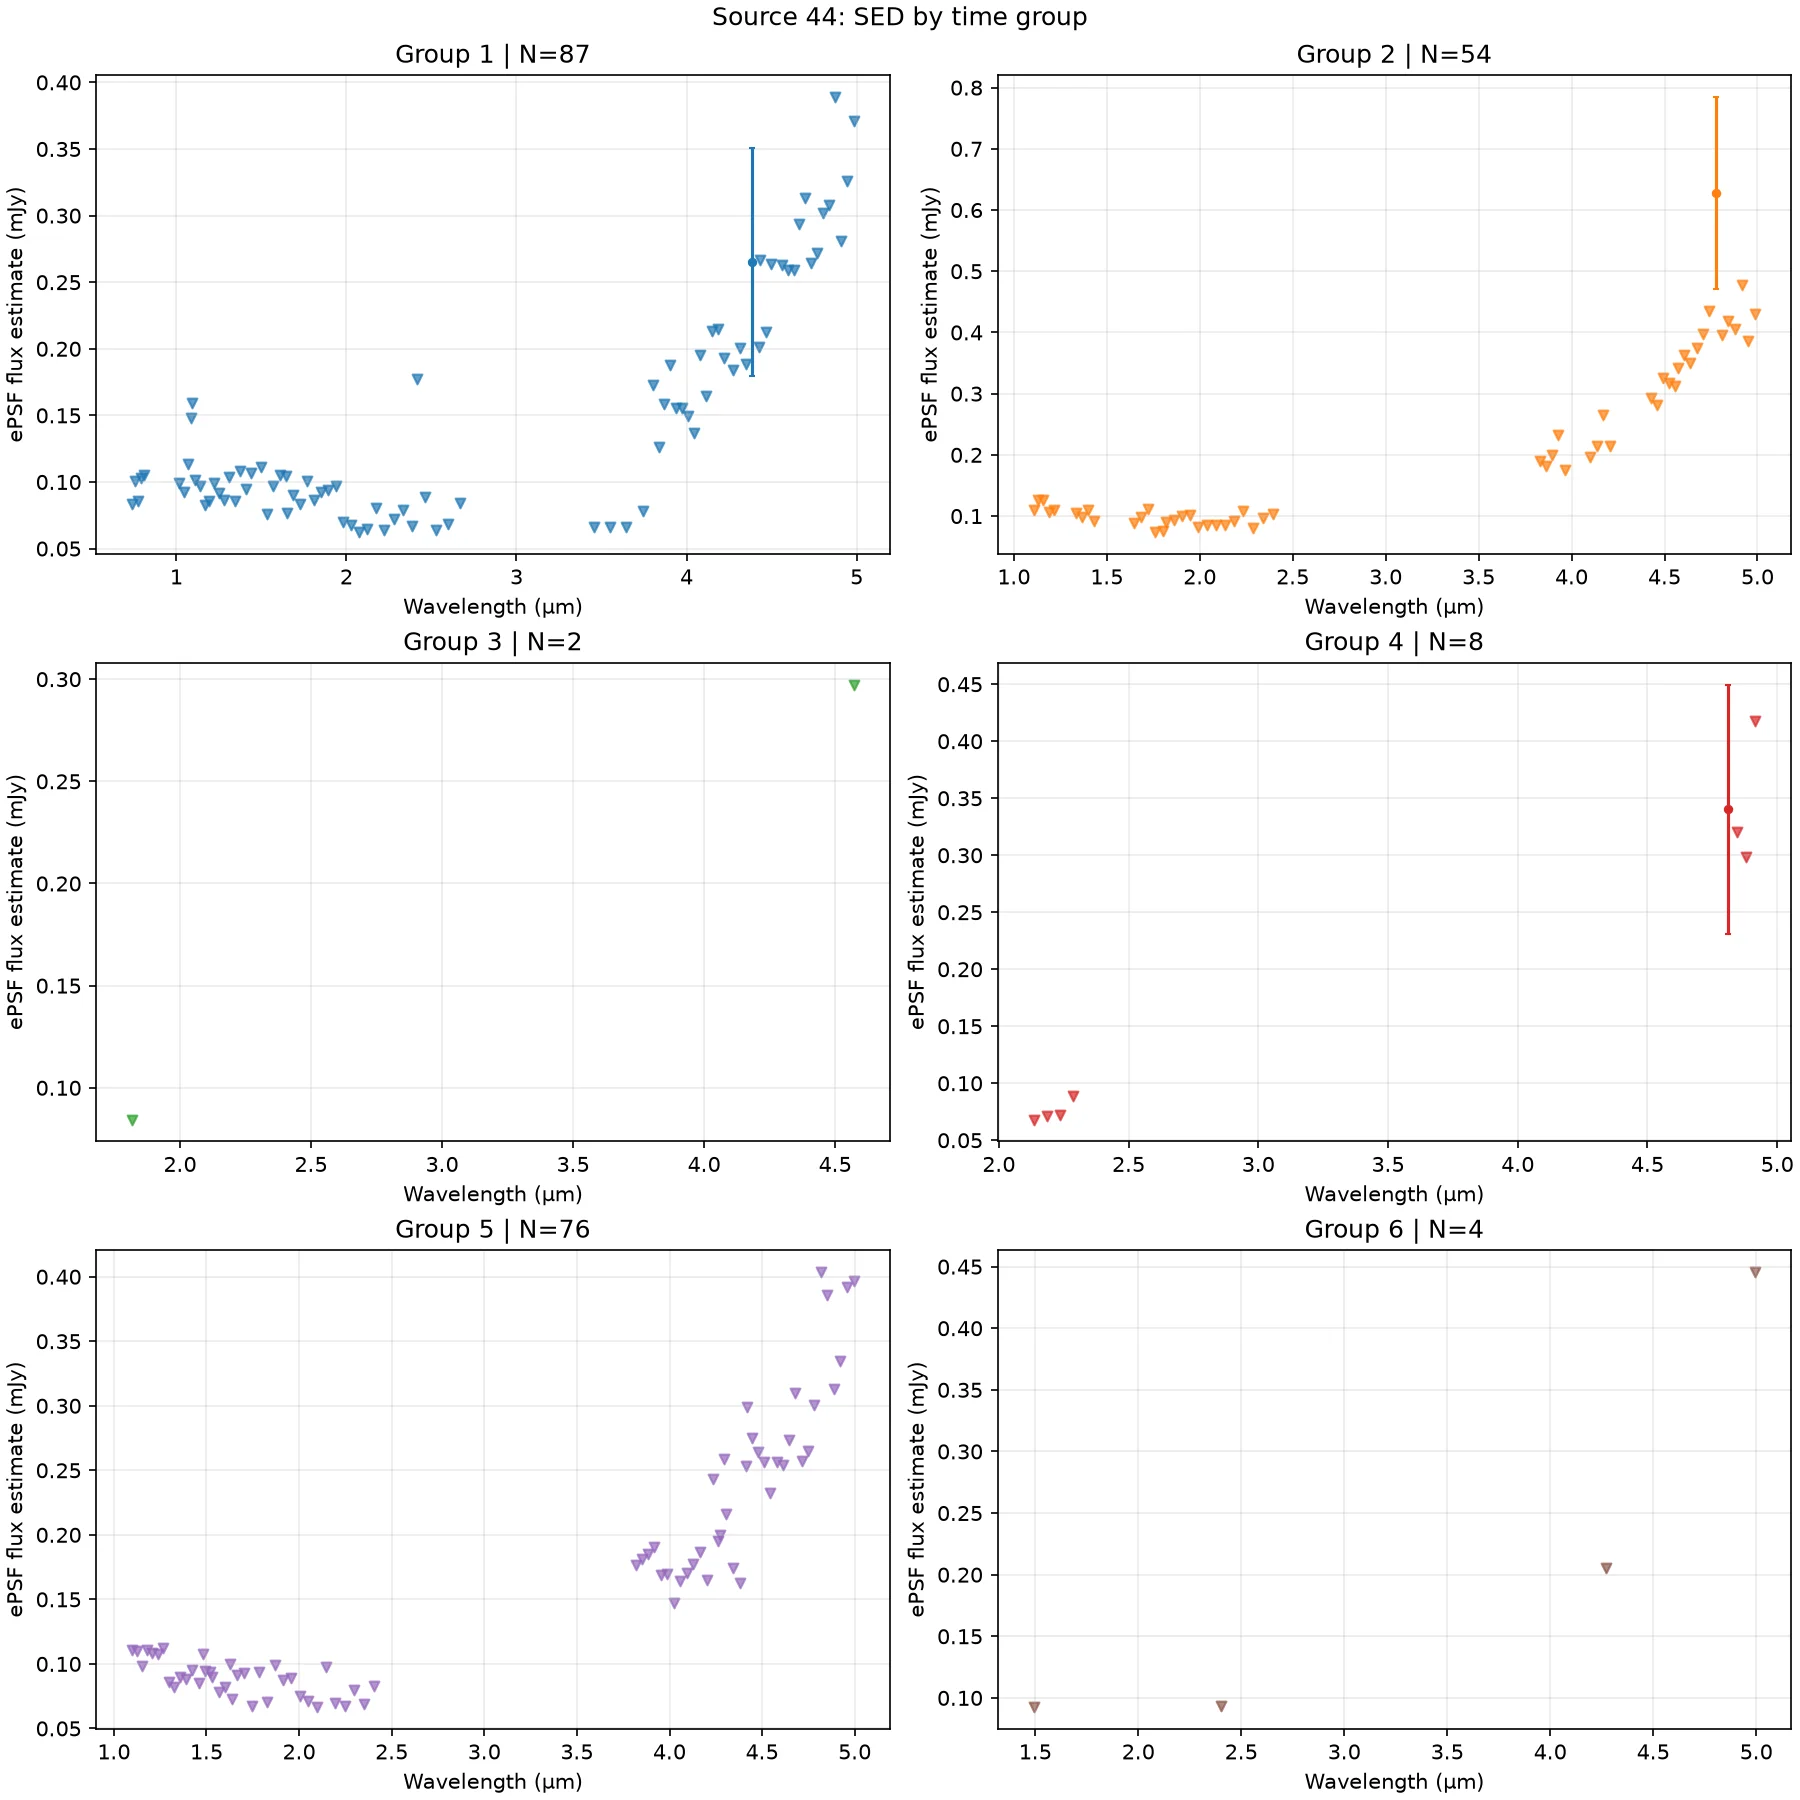 Source 44: SED by time group
Group 1 | N=87
0.40
0.35
0.30
0.25
0.20
0.15
0.10
0.05
ePSF flux estimate (mJy)
1 2 3 4 5
Wavelength (μm)
Group 2 | N=54
0.8
0.7
0.6
0.5
0.4
0.3
0.2
0.1
ePSF flux estimate (mJy)
1.0 1.5 2.0 2.5 3.0 3.5 4.0 4.5 5.0
Wavelength (μm)
Group 3 | N=2
0.30
0.25
0.20
0.15
0.10
ePSF flux estimate (mJy)
2.0 2.5 3.0 3.5 4.0 4.5
Wavelength (μm)
Group 4 | N=8
0.45
0.40
0.35
0.30
0.25
0.20
0.15
0.10
0.05
ePSF flux estimate (mJy)
2.0 2.5 3.0 3.5 4.0 4.5 5.0
Wavelength (μm)
Group 5 | N=76
0.40
0.35
0.30
0.25
0.20
0.15
0.10
0.05
ePSF flux estimate (mJy)
1.0 1.5 2.0 2.5 3.0 3.5 4.0 4.5 5.0
Wavelength (μm)
Group 6 | N=4
0.45
0.40
0.35
0.30
0.25
0.20
0.15
0.10
ePSF flux estimate (mJy)
1.5 2.0 2.5 3.0 3.5 4.0 4.5 5.0
Wavelength (μm)